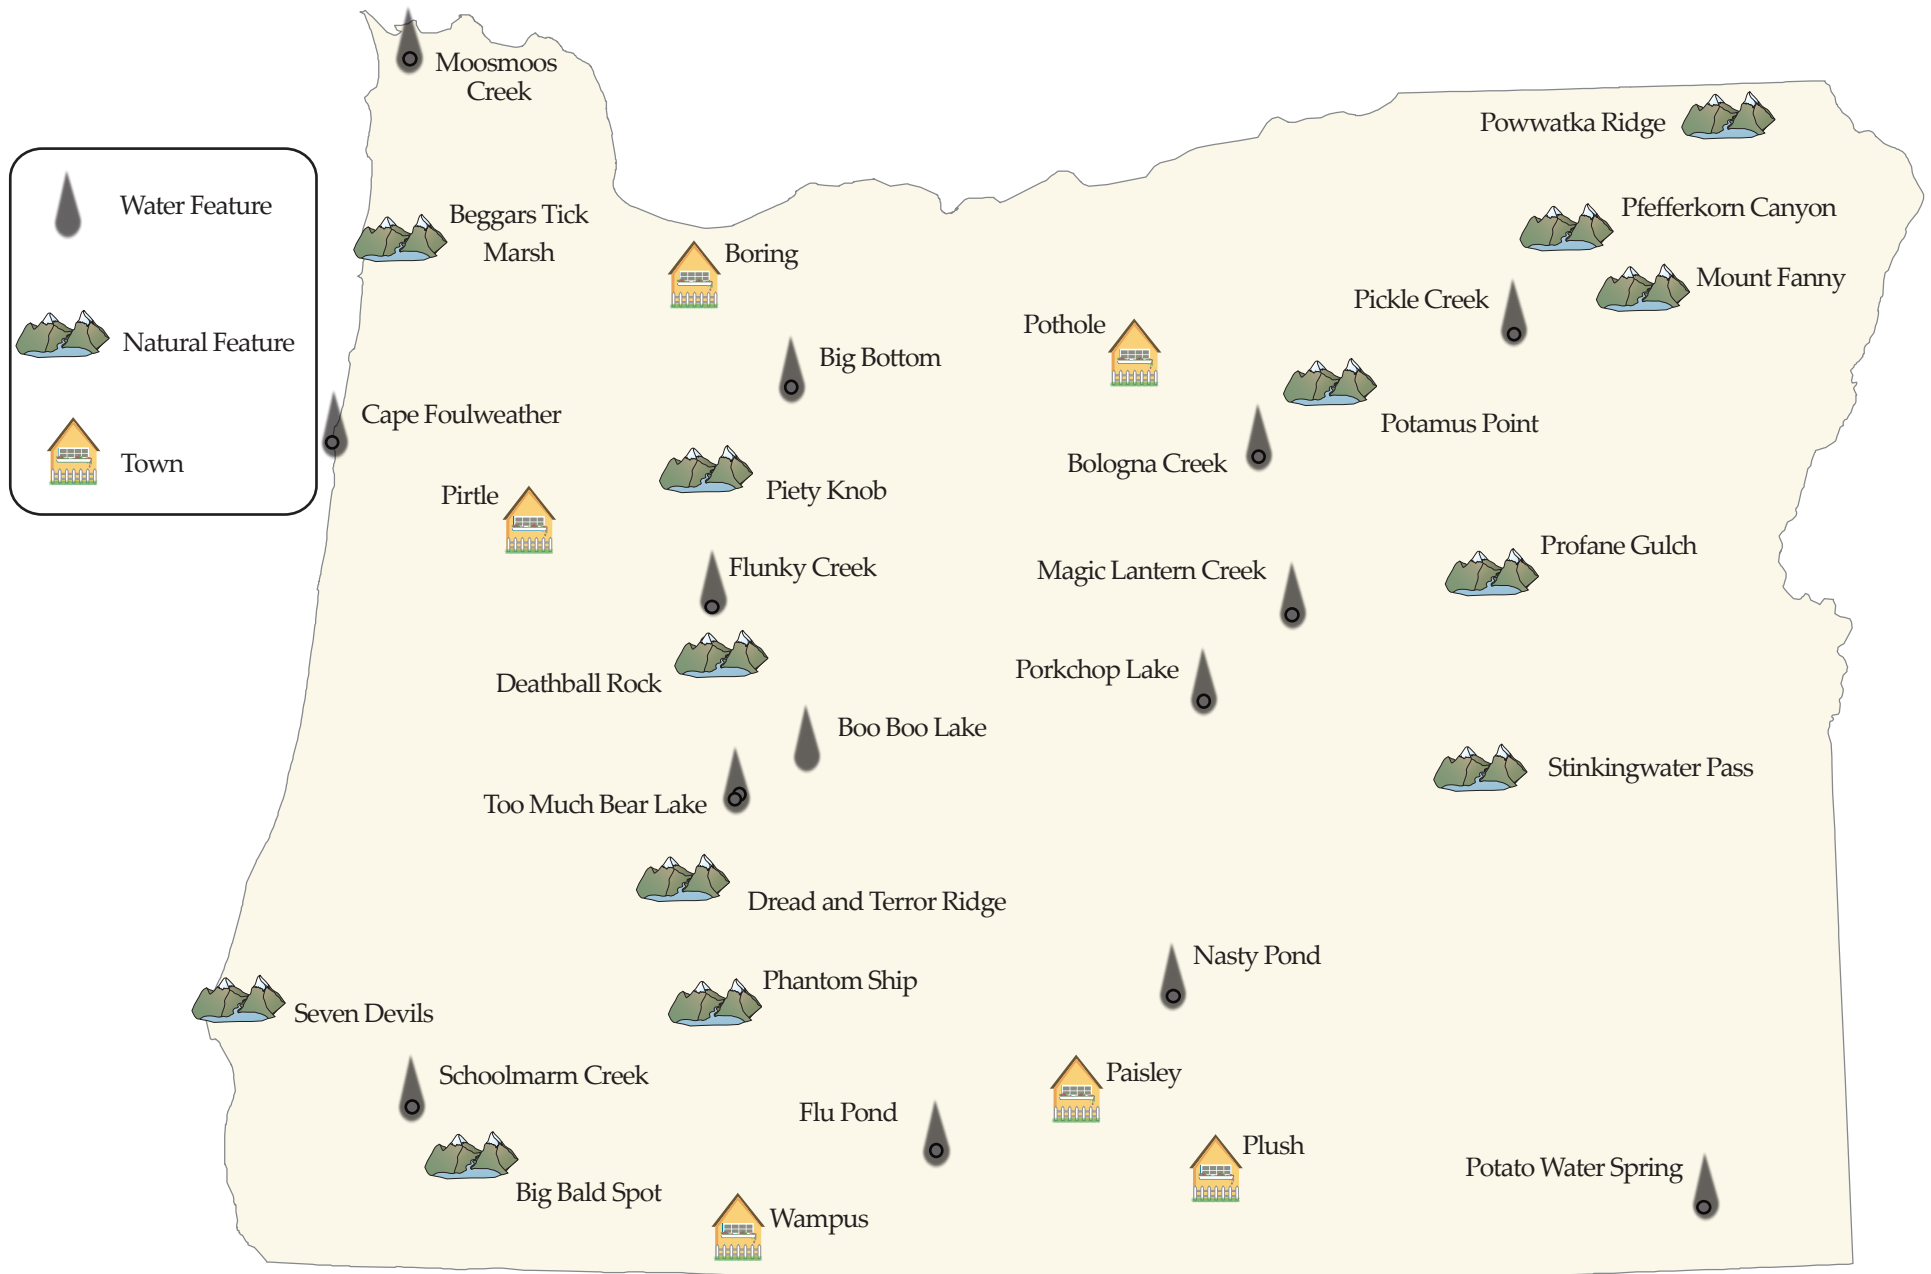 Moosmoos
Creek
Powwatka Ridge
Water Feature
Natural Feature
Town
Beggars Tick
Marsh
Boring
Pfefferkorn Canyon
Mount Fanny
Pickle Creek
Pothole
Big Bottom
Cape Foulweather
Potamus Point
Bologna Creek
Piety Knob
Pirtle
Profane Gulch
Flunky Creek
Magic Lantern Creek
Porkchop Lake
Deathball Rock
Boo Boo Lake
Stinkingwater Pass
Too Much Bear Lake
Dread and Terror Ridge
Nasty Pond
Phantom Ship
Seven Devils
Schoolmarm Creek
Paisley
Flu Pond
Plush
Potato Water Spring
Big Bald Spot
Wampus